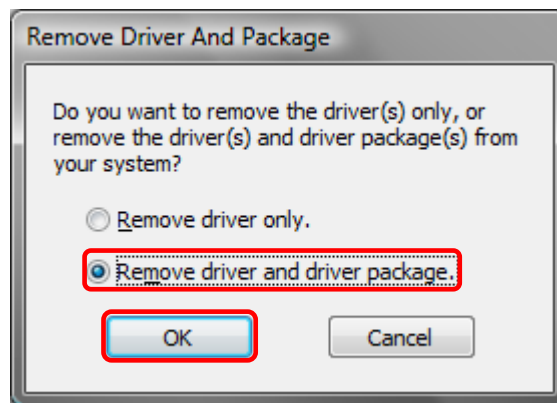 Remove Driver And Package
Do you want to remove the driver(s) only, or
remove the driver(s) and driver package(s) from
your system?
Remove driver only.
Remove driver and driver package.
OK Cancel